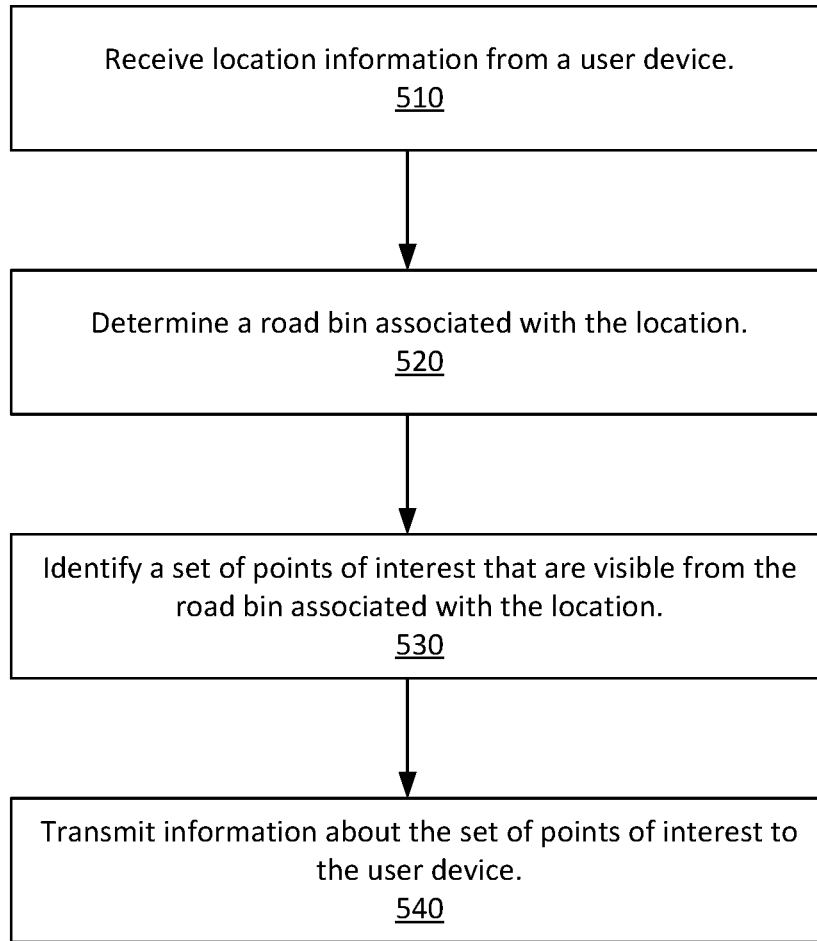 Receive location information from a user device.
510
Determine a road bin associated with the location.
520
Identify a set of points of interest that are visible from the
road bin associated with the location.
530
Transmit information about the set of points of interest to
the user device.
540